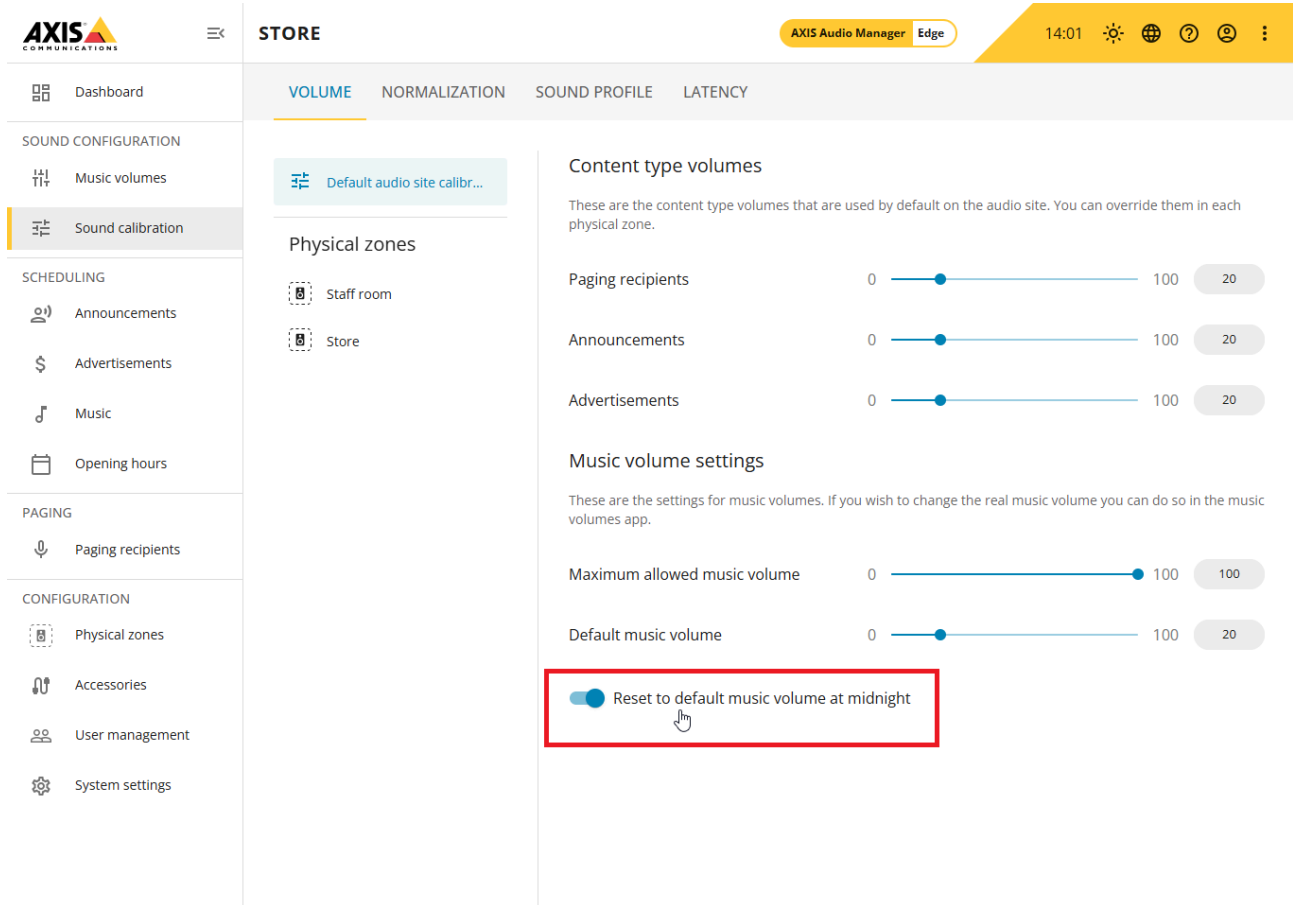 AXIS
COMMUNICATIONS
STORE
AXIS Audio Manager Edge
14:01
Dashboard
SOUND CONFIGURATION
Music volumes
Sound calibration
SCHEDULING
Announcements
Advertisements
Music
Opening hours
PAGING
Paging recipients
CONFIGURATION
Physical zones
Accessories
User management
System settings
VOLUME NORMALIZATION SOUND PROFILE LATENCY
Default audio site calibr...
Physical zones
Staff room
Store
Content type volumes
These are the content type volumes that are used by default on the audio site. You can override them in each
physical zone.
Paging recipients 0 100 20
Announcements 0 100 20
Advertisements 0 100 20
Music volume settings
These are the settings for music volumes. If you wish to change the real music volume you can do so in the music
volumes app.
Maximum allowed music volume 0 100 100
Default music volume 0 100 20
Reset to default music volume at midnight